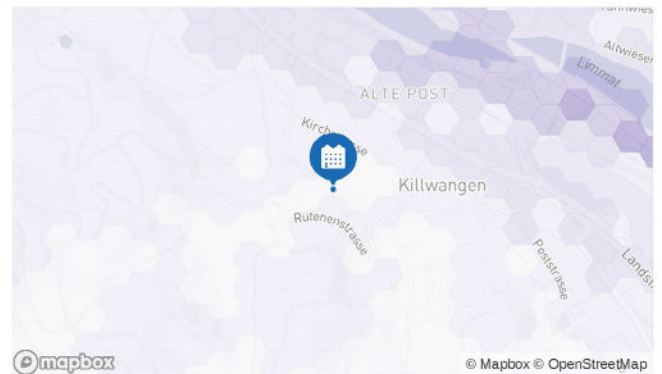 Altwiesen
Limmat
ALTE POST
Killwangen
Rütenenstrasse
Poststrasse
mapbox
© Mapbox © OpenStreetMap